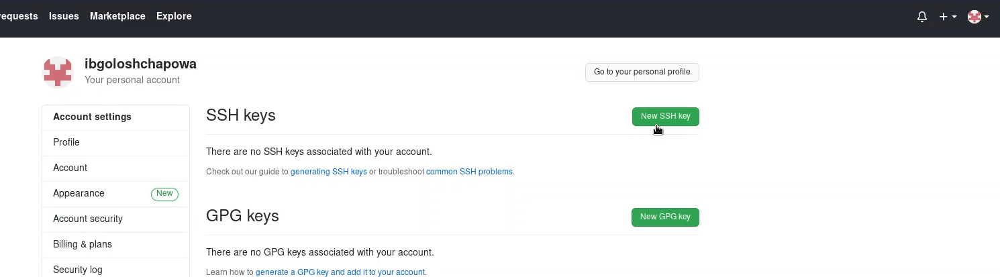 Issues Marketplace Explore
ibgoloshchapowa
Your personal account
Go to your personal profile
Account settings
Profile
Account
Appearance New
Account security
Billing & plans
Security log
SSH keys
New SSH key
There are no SSH keys associated with your account.
Check out our guide to generating SSH keys or troubleshoot common SSH problems.
GPG keys
New GPG key
There are no GPG keys associated with your account.
Learn how to generate a GPG key and add it to your account.